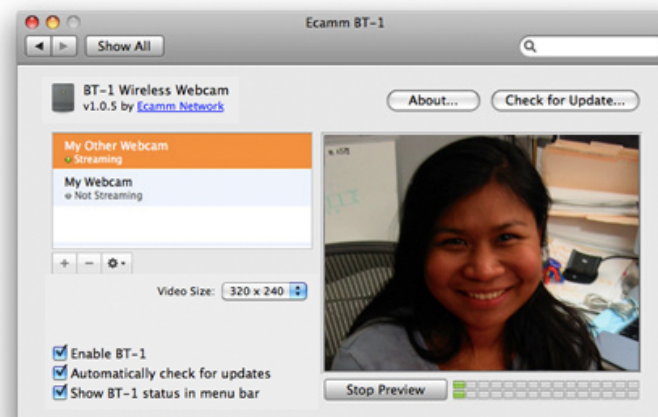 Ecamm BT-1
Show All
BT-1 Wireless Webcam
v1.0.5 by Ecamm Network
About...
Check for Update...
My Other Webcam
Streaming
My Webcam
Not Streaming
Video Size: 320 x 240
Enable BT-1
Automatically check for updates
Show BT-1 status in menu bar
Stop Preview